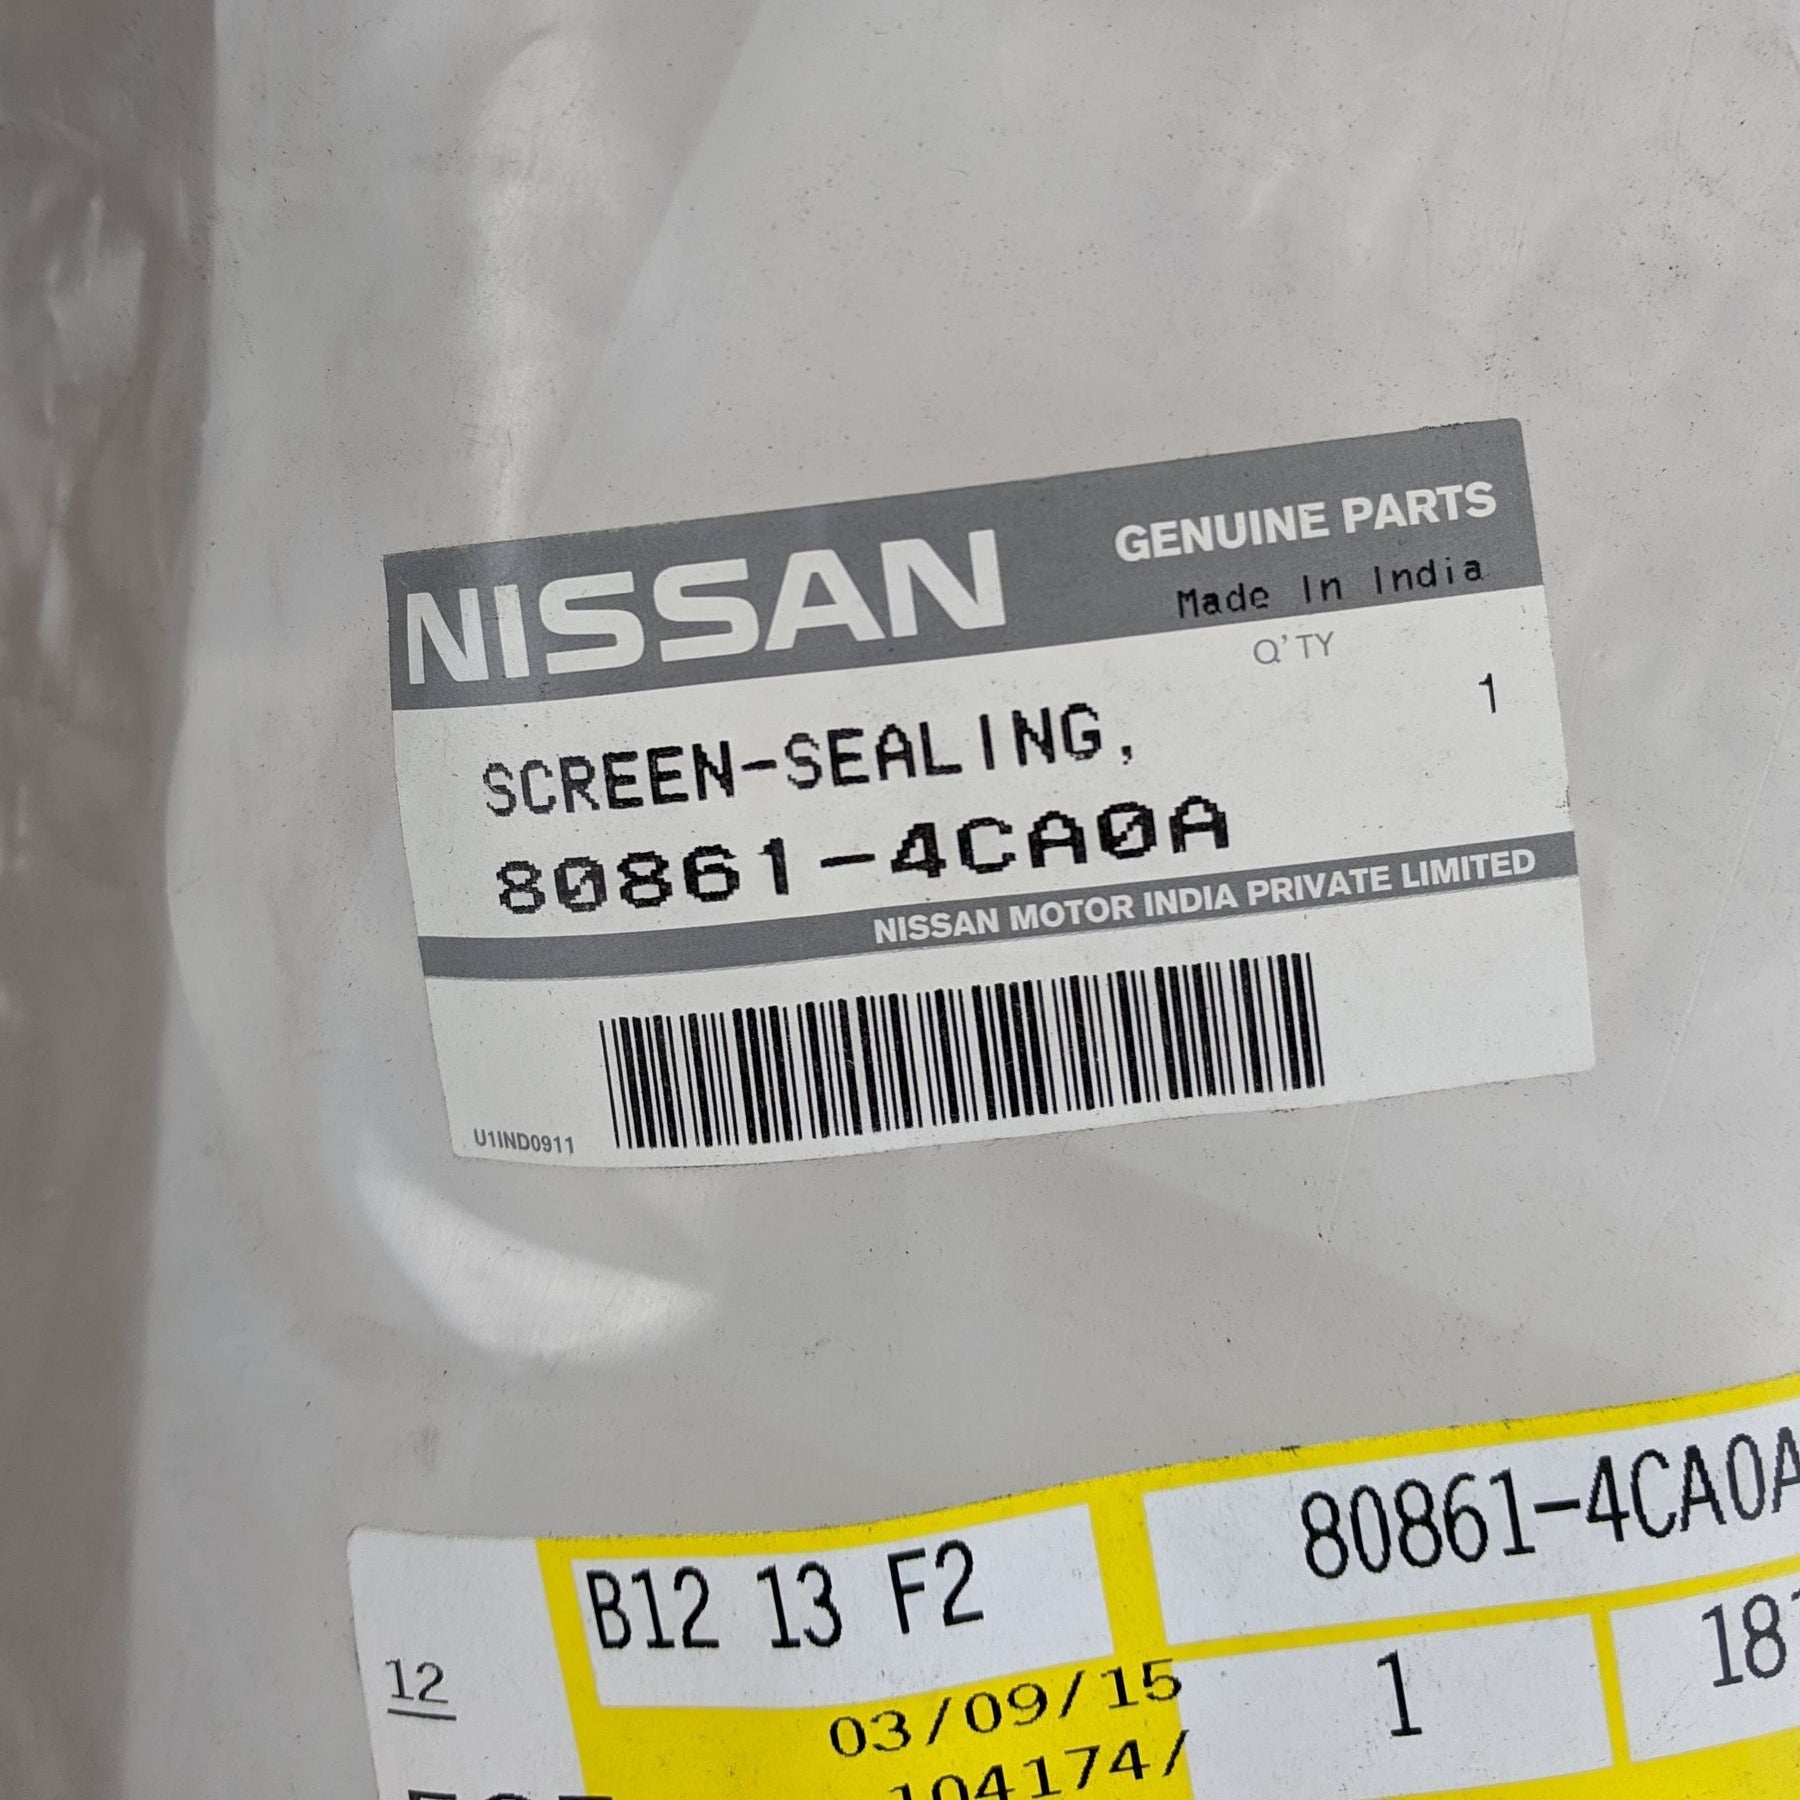 NISSAN
GENUINE PARTS
Made In India
Q'TY
1
SCREEN-SEALING,
80861-4CA0A
NISSAN MOTOR INDIA PRIVATE LIMITED
U1IND0911
B12 13 F2
80861-4CA0A
12
03/09/15
1
18
104174/